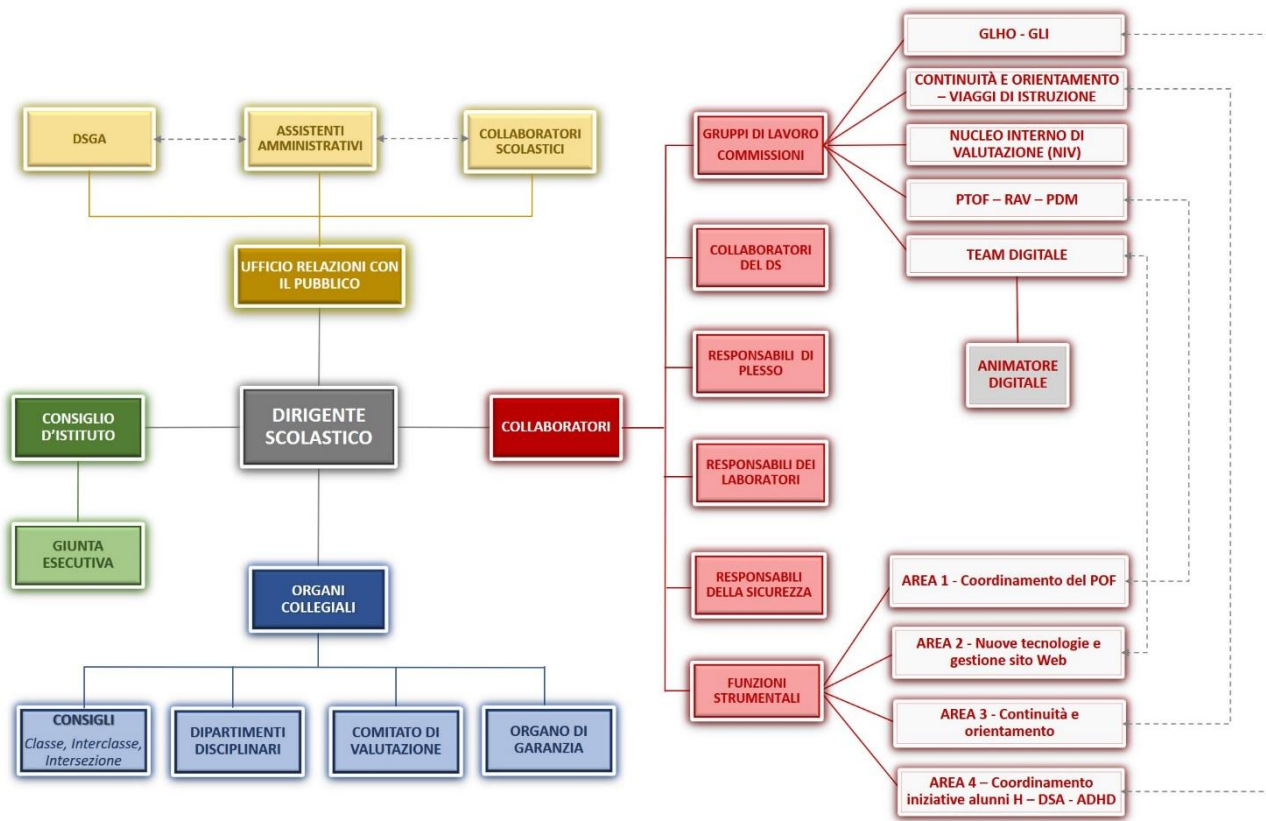 GLHO - GLI
CONTINUITÀ E ORIENTAMENTO
– VIAGGI DI ISTRUZIONE
NUCLEO INTERNO DI
VALUTAZIONE (NIV)
PTOF – RAV – PDM
TEAM DIGITALE
ANIMATORE
DIGITALE
DSGA
ASSISTENTI
AMMINISTRATIVI
COLLABORATORI
SCOLASTICI
UFFICIO RELAZIONI CON
IL PUBBLICO
GRUPPI DI LAVORO
COMMISSIONI
COLLABORATORI
DEL DS
RESPONSABILI DI
PLESSO
RESPONSABILI DEI
LABORATORI
RESPONSABILI
DELLA SICUREZZA
FUNZIONI
STRUMENTALI
CONSIGLIO
D'ISTITUTO
DIRIGENTE
SCOLASTICO
COLLABORATORI
GIUNTA
ESECUTIVA
ORGANI
COLLEGIALI
CONSIGLI
Classe, Interclasse,
Intersezione
DIPARTIMENTI
DISCIPLINARI
COMITATO DI
VALUTAZIONE
ORGANO DI
GARANZIA
AREA 1 - Coordinamento del POF
AREA 2 - Nuove tecnologie e
gestione sito Web
AREA 3 - Continuità e
orientamento
AREA 4 – Coordinamento
iniziative alunni H – DSA - ADHD